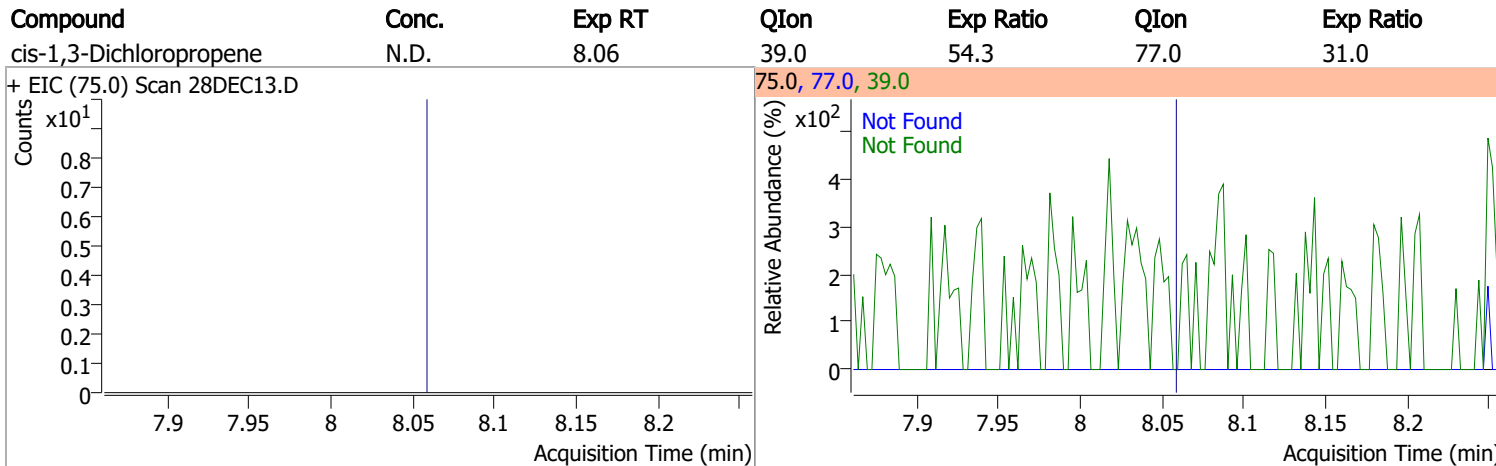 Compound Conc. Exp RT QIon Exp Ratio QIon Exp Ratio
cis-1,3-Dichloropropene N.D. 8.06 39.0 54.3 77.0 31.0
+ EIC (75.0) Scan 28DEC13.D
Counts
x10¹
0.8
0.7
0.6
0.5
0.4
0.3
0.2
0.1
0
7.9 7.95 8 8.05 8.1 8.15 8.2
Acquisition Time (min)
75.0, 77.0, 39.0
Relative Abundance (%)
x10²
Not Found
Not Found
4
3
2
1
0
7.9 7.95 8 8.05 8.1 8.15 8.2
Acquisition Time (min)